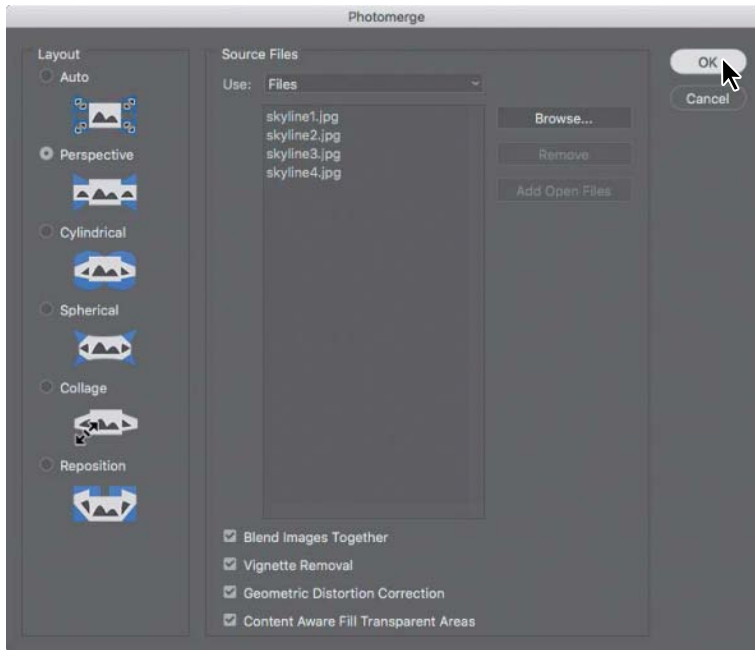 Photomerge
Layout
Auto
Perspective
Cylindrical
Spherical
Collage
Reposition
Source Files
Use: Files
skyline1.jpg
skyline2.jpg
skyline3.jpg
skyline4.jpg
Browse...
Remove
Add Open Files
Blend Images Together
Vignette Removal
Geometric Distortion Correction
Content Aware Fill Transparent Areas
OK
Cancel